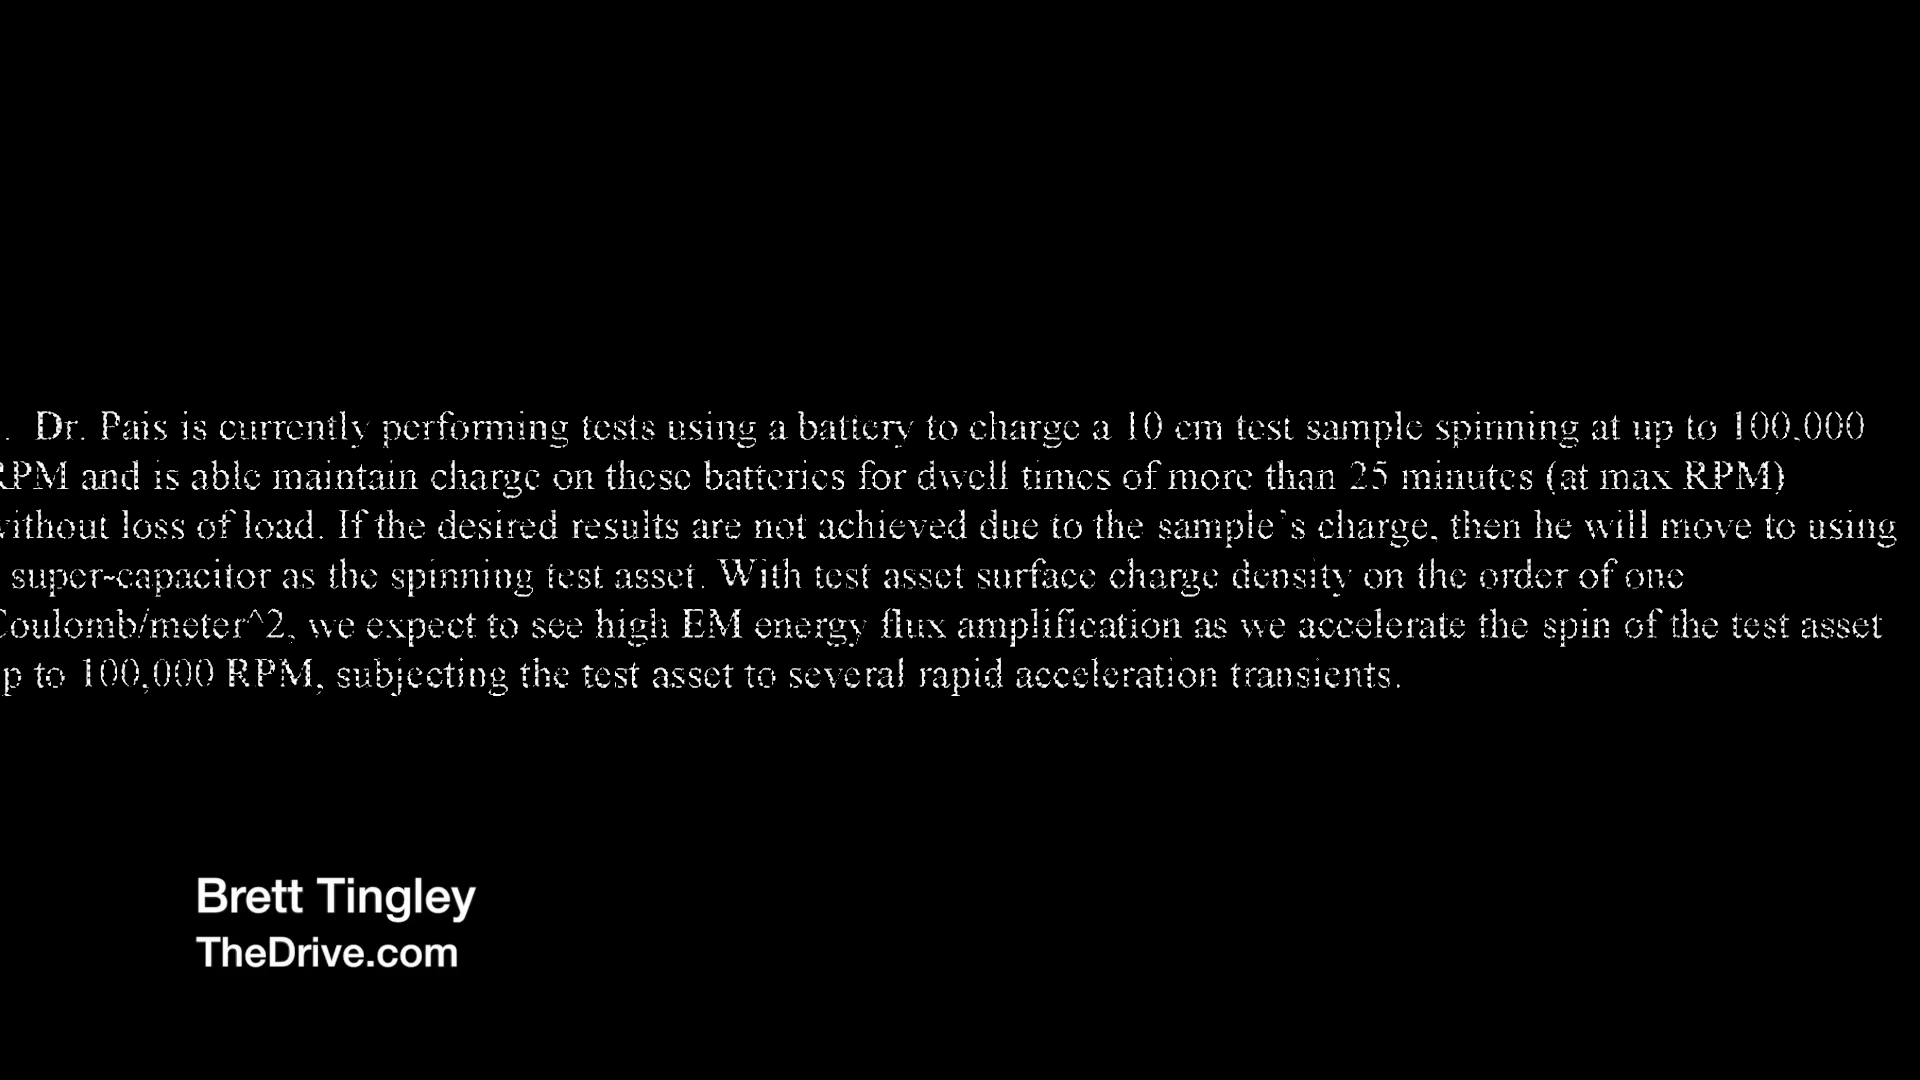 . Dr. Pais is currently performing tests using a battery to charge a 10 cm test sample spinning at up to 100,000
RPM and is able maintain charge on these batteries for dwell times of more than 25 minutes (at max RPM)
without loss of load. If the desired results are not achieved due to the sample's charge, then he will move to using
super-capacitor as the spinning test asset. With test asset surface charge density on the order of one
Coulomb/meter^2, we expect to see high EM energy flux amplification as we accelerate the spin of the test asset
p to 100,000 RPM, subjecting the test asset to several rapid acceleration transients.
Brett Tingley
TheDrive.com